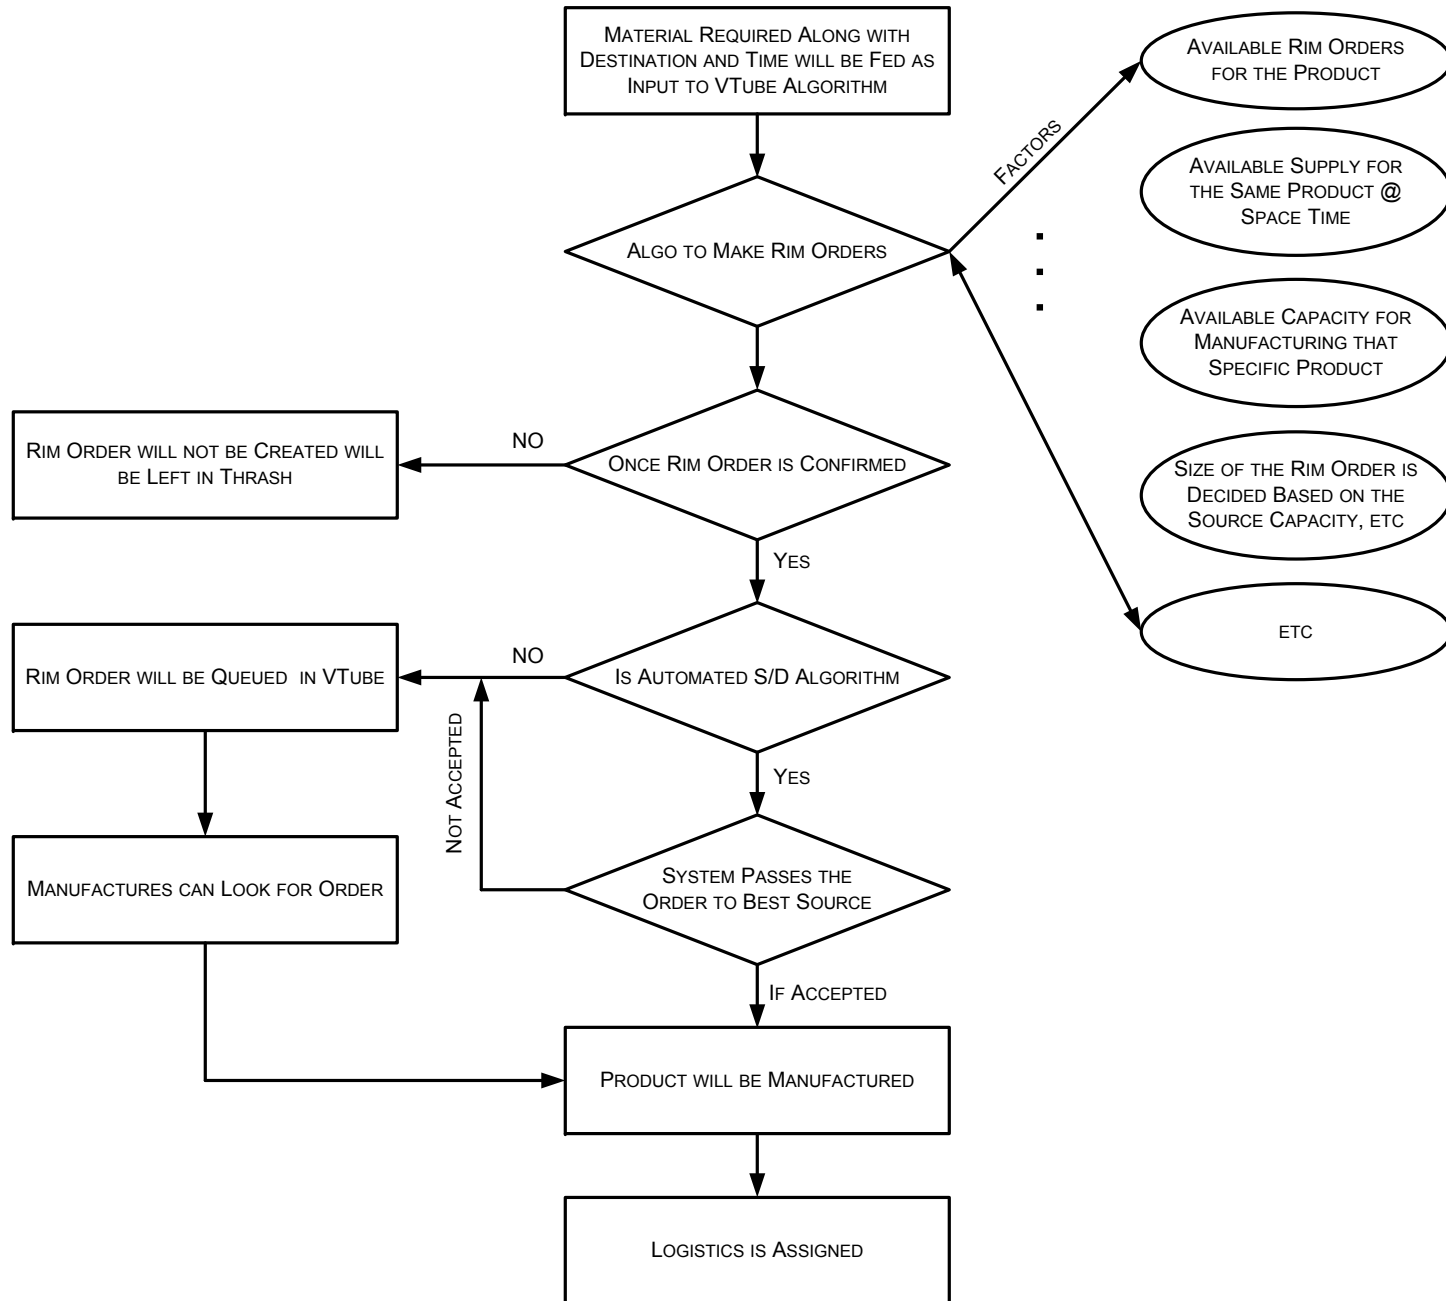 Material Required Along with
Destination and Time will be Fed as
Input to VTube Algorithm
Available Rim Orders
for the Product
Factors
Available Supply for
the Same Product @
Space Time
Algo to Make Rim Orders
Available Capacity for
Manufacturing that
Specific Product
NO
Rim Order will not be Created will
be Left in Thrash
Once Rim Order is Confirmed
Size of the Rim Order is
Decided Based on the
Source Capacity, etc
Yes
etc
NO
Rim Order will be Queued in VTube
Is Automated S/D Algorithm
Not Accepted
Yes
Manufactures can Look for Order
System Passes the
Order to Best Source
If Accepted
Product will be Manufactured
Logistics is Assigned